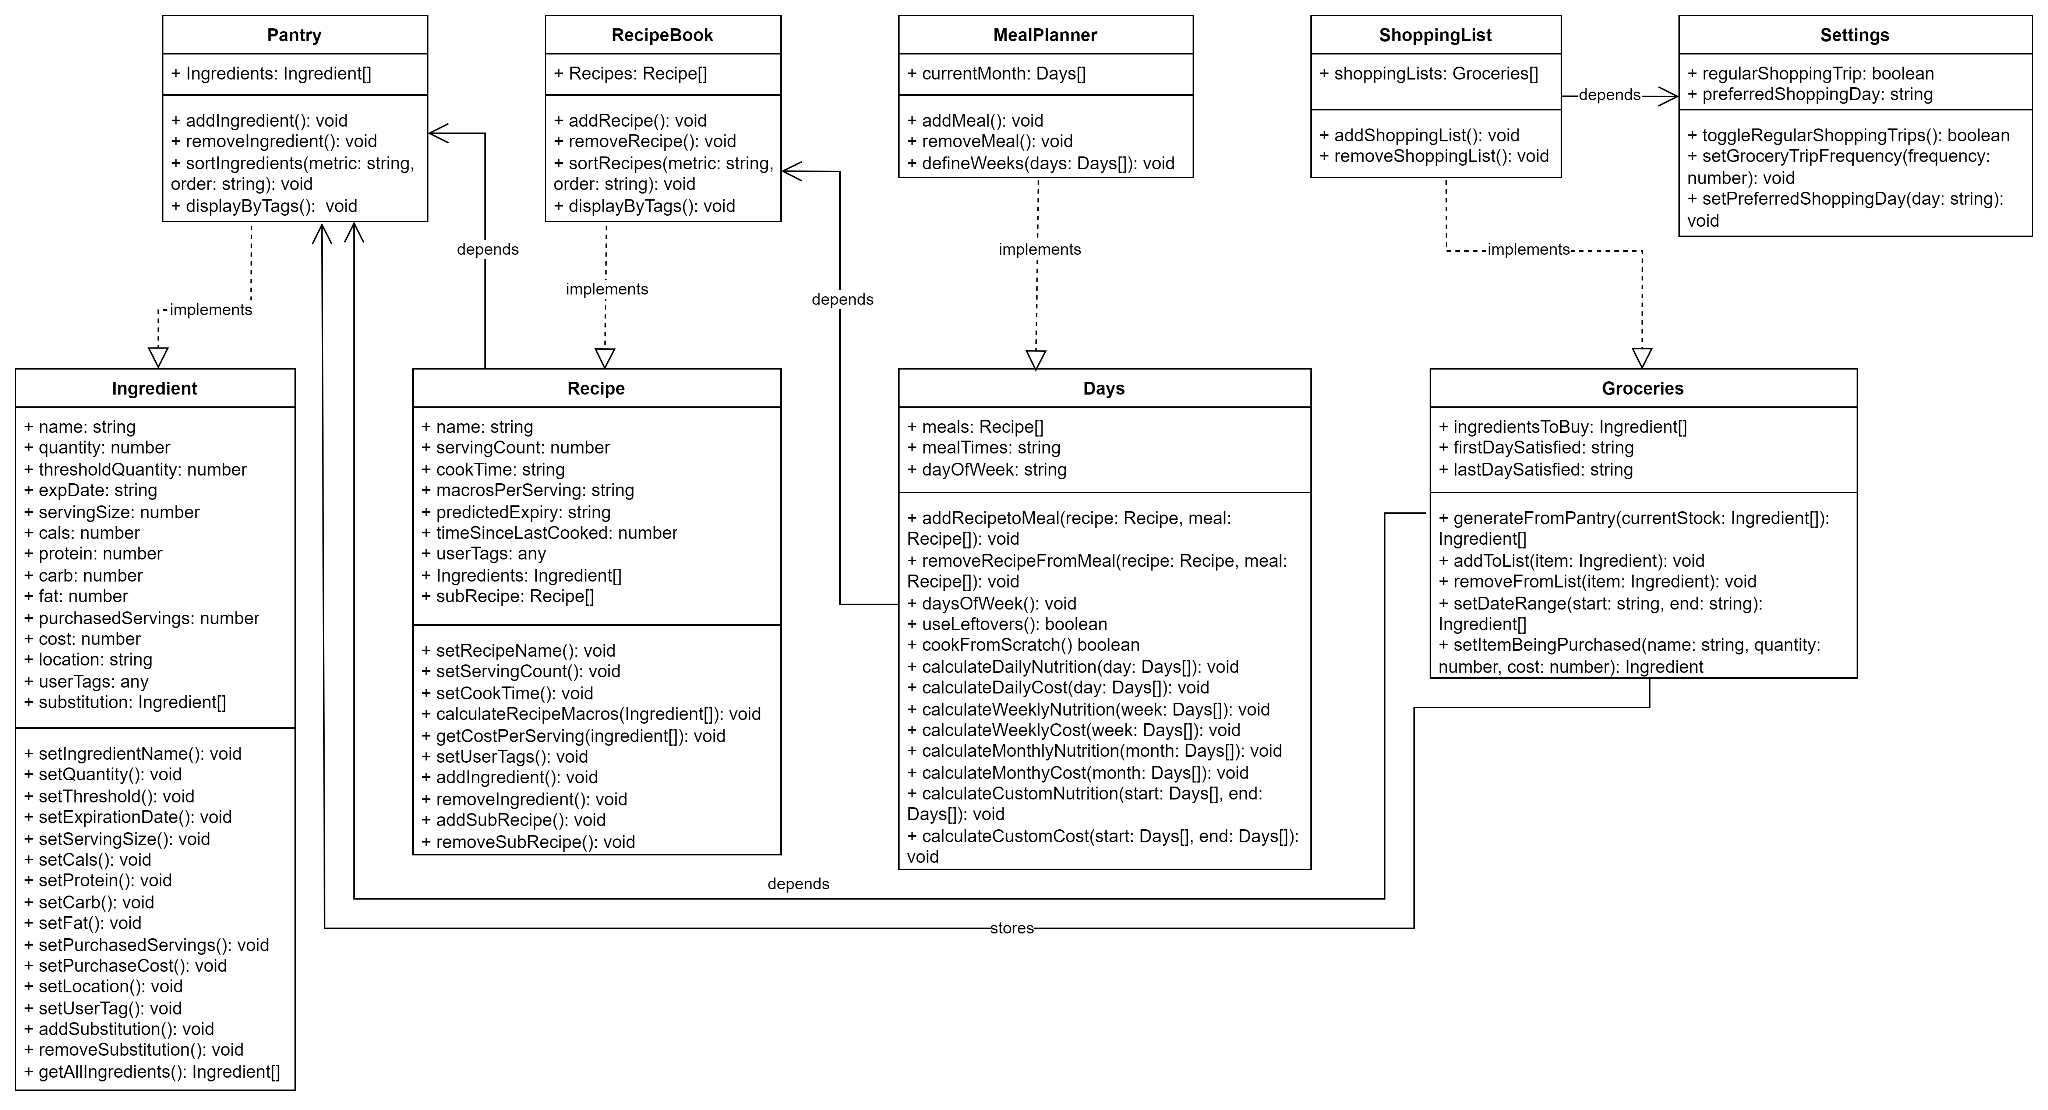 Pantry
+ Ingredients: Ingredient[]
+ addIngredient(): void
+ removeIngredient(): void
+ sortIngredients(metric: string,
order: string): void
+ displayByTags():  void
RecipeBook
+ Recipes: Recipe[]
+ addRecipe(): void
+ removeRecipe(): void
+ sortRecipes(metric: string,
order: string): void
+ displayByTags(): void
MealPlanner
+ currentMonth: Days[]
+ addMeal(): void
+ removeMeal(): void
+ defineWeeks(days: Days[]): void
ShoppingList
+ shoppingLists: Groceries[]
+ addShoppingList(): void
+ removeShoppingList(): void
depends
Settings
+ regularShoppingTrip: boolean
+ preferredShoppingDay: string
+ toggleRegularShoppingTrips(): boolean
+ setGroceryTripFrequency(frequency:
number): void
+ setPreferredShoppingDay(day: string):
void
implements
depends
implements
depends
implements
implements
Ingredient
+ name: string
+ quantity: number
+ thresholdQuantity: number
+ expDate: string
+ servingSize: number
+ cals: number
+ protein: number
+ carb: number
+ fat: number
+ purchasedServings: number
+ cost: number
+ location: string
+ userTags: any
+ substitution: Ingredient[]
+ setIngredientName(): void
+ setQuantity(): void
+ setThreshold(): void
+ setExpirationDate(): void
+ setServingSize(): void
+ setCals(): void
+ setProtein(): void
+ setCarb(): void
+ setFat(): void
+ setPurchasedServings(): void
+ setPurchaseCost(): void
+ setLocation(): void
+ setUserTag(): void
+ addSubstitution(): void
+ removeSubstitution(): void
+ getAllIngredients(): Ingredient[]
Recipe
+ name: string
+ servingCount: number
+ cookTime: string
+ macrosPerServing: string
+ predictedExpiry: string
+ timeSinceLastCooked: number
+ userTags: any
+ Ingredients: Ingredient[]
+ subRecipe: Recipe[]
+ setRecipeName(): void
+ setServingCount(): void
+ setCookTime(): void
+ calculateRecipeMacros(Ingredient[]): void
+ getCostPerServing(ingredient[]): void
+ setUserTags(): void
+ addIngredient(): void
+ removeIngredient(): void
+ addSubRecipe(): void
+ removeSubRecipe(): void
Days
+ meals: Recipe[]
+ mealTimes: string
+ dayOfWeek: string
+ addRecipetoMeal(recipe: Recipe, meal:
Recipe[]): void
+ removeRecipeFromMeal(recipe: Recipe, meal:
Recipe[]): void
+ daysOfWeek(): void
+ useLeftovers(): boolean
+ cookFromScratch() boolean
+ calculateDailyNutrition(day: Days[]): void
+ calculateDailyCost(day: Days[]): void
+ calculateWeeklyNutrition(week: Days[]): void
+ calculateWeeklyCost(week: Days[]): void
+ calculateMonthlyNutrition(month: Days[]): void
+ calculateMonthyCost(month: Days[]): void
+ calculateCustomNutrition(start: Days[], end:
Days[]): void
+ calculateCustomCost(start: Days[], end: Days[]):
void
Groceries
+ ingredientsToBuy: Ingredient[]
+ firstDaySatisfied: string
+ lastDaySatisfied: string
+ generateFromPantry(currentStock: Ingredient[]):
Ingredient[]
+ addToList(item: Ingredient): void
+ removeFromList(item: Ingredient): void
+ setDateRange(start: string, end: string):
Ingredient[]
+ setItemBeingPurchased(name: string, quantity:
number, cost: number): Ingredient
depends
stores